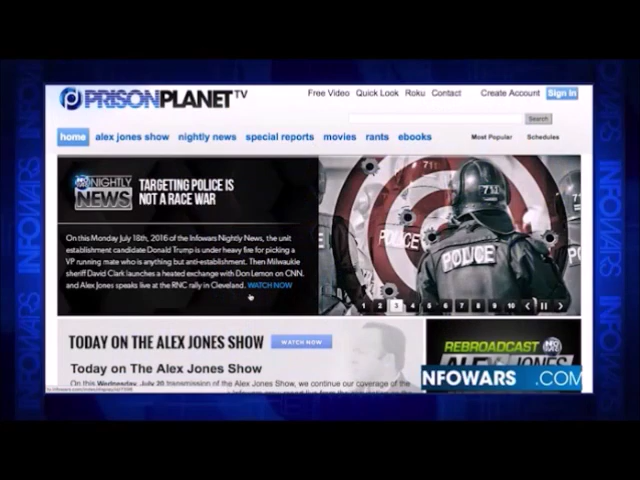 PRISONPLANET TV
Free Video Quick Look Roku Contact Create Account Sign in
Search
home alex jones show nightly news special reports movies rants ebooks Most Popular Schedules
NIGHTLY NEWS
TARGETING POLICE IS
NOT A RACE WAR
On this Monday July 18th, 2016 of the Infowars Nightly News, the unit
establishment candidate Donald Trump is under heavy fire for picking a
VP running mate who is anything but anti-establishment. Then Milwaukie
sheriff David Clark launches a heated exchange with Don Lemon on CNN.
and Alex Jones speaks live at the RNC rally in Cleveland. WATCH NOW
711
711
POLICE
POLICE
1 2 3 4 5 6 7 8 9 10
TODAY ON THE ALEX JONES SHOW WATCH NOW
Today on The Alex Jones Show
On this Wednesday, July 20 transmission of the Alex Jones Show, we continue our coverage of the
REBROADCAST
ALEX JONES
NFOWARS .COM
INFOWARS
INFOWARS